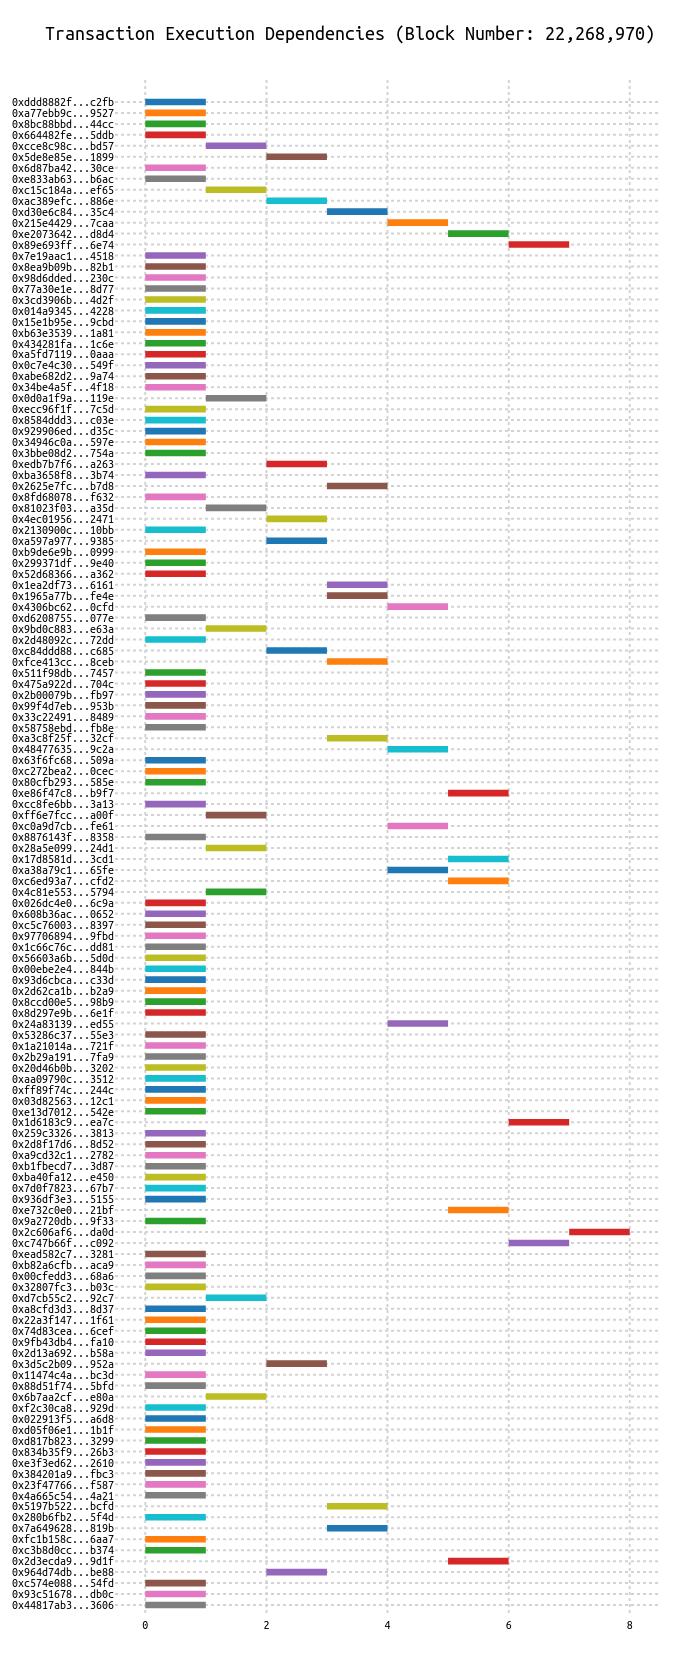 Transaction Execution Dependencies (Block Number: 22,268,970)
0xddd8882f...c2fb
0xa77ebb9c...9527
0x8bc88bbd...44cc
0x664482fe...5ddb
0xcce8c98c...bd57
0x5de8e85e...1899
0x6d87ba42...30ce
0xe833ab63...b6ac
0xc15c184a...ef65
0xac389efc...886e
0xd30e6c84...35c4
0x215e4429...7caa
0xe2073642...d8d4
0x89e693ff...6e74
0x7e19aac1...4518
0x8ea9b09b...82b1
0x98d6dded...230c
0x77a30e1e...8d77
0x3cd3906b...4d2f
0x014a9345...4228
0x15e1b95e...9cbd
0xb63e3539...1a81
0x434281fa...1c6e
0xa5fd7119...0aaa
0x0c7e4c30...549f
0xabe682d2...9a74
0x34be4a5f...4f18
0x0d0a1f9a...119e
0xecc96f1f...7c5d
0x8584ddd3...c03e
0x929906ed...d35c
0x34946c0a...597e
0x3bbe08d2...754a
0xedb7b7f6...a263
0xba3658f8...3b74
0x2625e7fc...b7d8
0x8fd68078...f632
0x81023f03...a35d
0x4ec01956...2471
0x2130900c...10bb
0xa597a977...9385
0xb9de6e9b...0999
0x299371df...9e40
0x52d68366...a362
0x1ea2df73...6161
0x1965a77b...fe4e
0x4306bc62...0cfd
0xd6208755...077e
0x9bd0c883...e63a
0x2d48092c...72dd
0xc84ddd88...c685
0xfce413cc...8ceb
0x511f98db...7457
0x475a922d...704c
0x2b00079b...fb97
0x99f4d7eb...953b
0x33c22491...8489
0x58758ebd...fb8e
0xa3c8f25f...32cf
0x48477635...9c2a
0x63f6fc68...509a
0xc272bea2...0cec
0x80cfb293...585e
0xe86f47c8...b9f7
0xcc8fe6bb...3a13
0xff6e7fcc...a00f
0xc0a9d7cb...fe61
0x8876143f...8358
0x28a5e099...24d1
0x17d8581d...3cd1
0xa38a79c1...65fe
0xc6ed93a7...cfd2
0x4c81e553...5794
0x026dc4e0...6c9a
0x608b36ac...0652
0xc5c76003...8397
0x97706894...9fbd
0x1c66c76c...dd81
0x56603a6b...5d0d
0x00ebe2e4...844b
0x93d6cbca...c33d
0x2d62ca1b...b2a9
0x8ccd00e5...98b9
0x8d297e9b...6e1f
0x24a83139...ed55
0x53286c37...55e3
0x1a21014a...721f
0x2b29a191...7fa9
0x20d46b0b...3202
0xaa09790c...3512
0xff89f74c...244c
0x03d82563...12c1
0xe13d7012...542e
0x1d6183c9...ea7c
0x259c3326...3813
0x2d8f17d6...8d52
0xa9cd32c1...2782
0xb1fbecd7...3d87
0xba40fa12...e450
0x7d0f7823...67b7
0x936df3e3...5155
0xe732c0e0...21bf
0x9a2720db...9f33
0x2c606af6...da0d
0xc747b66f...c092
0xead582c7...3281
0xb82a6cfb...aca9
0x00cfedd3...68a6
0x32807fc3...b03c
0xd7cb55c2...92c7
0xa8cfd3d3...8d37
0x22a3f147...1f61
0x74d83cea...6cef
0x9fb43db4...fa10
0x2d13a692...b58a
0x3d5c2b09...952a
0x11474c4a...bc3d
0x88d51f74...5bfd
0x6b7aa2cf...e80a
0xf2c30ca8...929d
0x022913f5...a6d8
0xd05f06e1...1b1f
0xd817b823...3299
0x834b35f9...26b3
0xe3f3ed62...2610
0x384201a9...fbc3
0x23f47766...f587
0x4a665c54...4a21
0x5197b522...bcfd
0x280b6fb2...5f4d
0x7a649628...819b
0xfc1b158c...6aa7
0xc3b8d0cc...b374
0x2d3ecda9...9d1f
0x964d74db...be88
0xc574e088...54fd
0x93c51678...db0c
0x44817ab3...3606
0 2 4 6 8